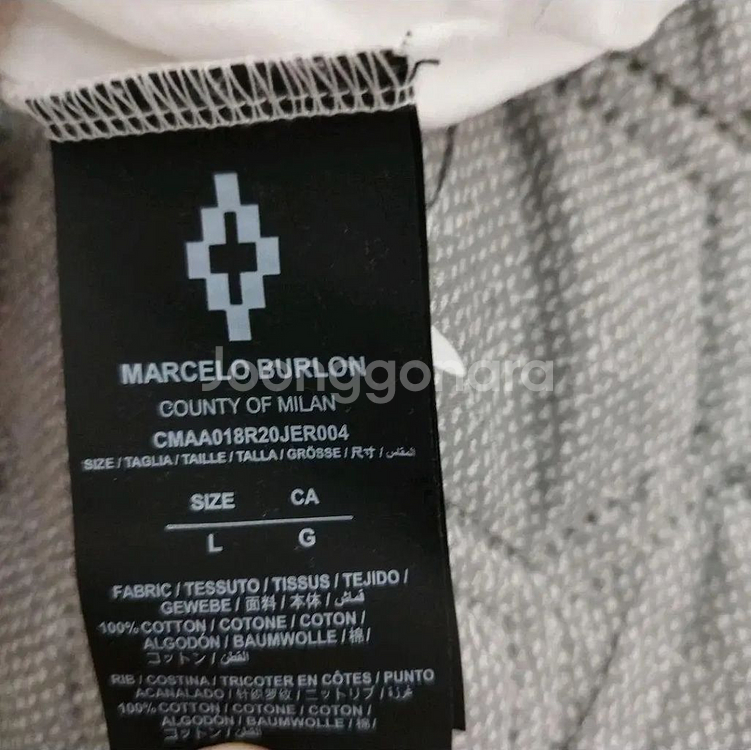 MARCELO BURLON
Joonggonara
COUNTY OF MILAN
CMAA018R20JER004
SIZE / TAGLIA / TAILLE / TALLA / GRÖSSE / 尺寸 / المقاس
SIZE CA
L G
FABRIC / TESSUTO / TISSUS / TEJIDO /
GEWEBE / 面料 / 本体 / قماش
100% COTTON / COTONE / COTON /
ALGODÓN / BAUMWOLLE / 棉 /
コットン / القطن
RIB / COSTINA / TRICOTER EN CÔTES / PUNTO
ACANALADO / 针织罗纹 / ニットリブ / غرزة
100% COTTON / COTONE / COTON /
ALGODÓN / BAUMWOLLE / 棉 /
コットン / القطن